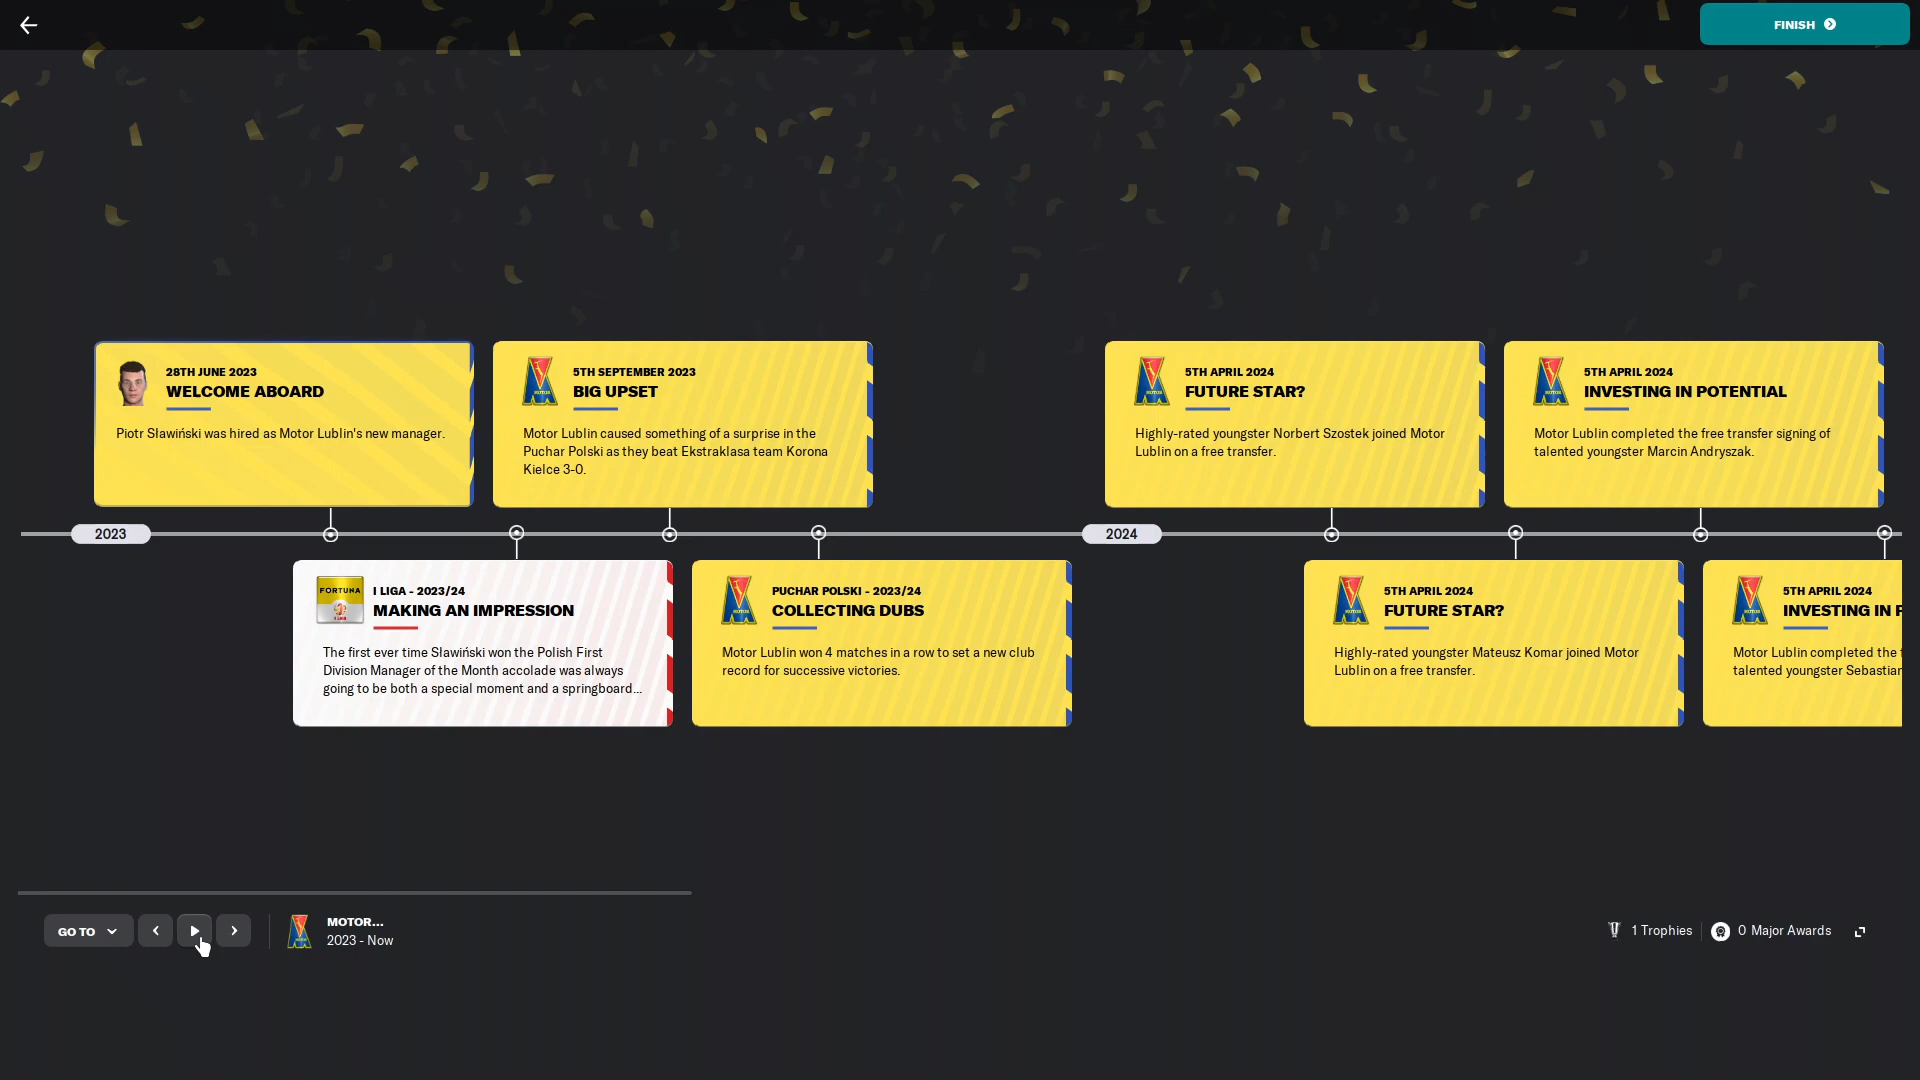 FINISH
28TH JUNE 2023
WELCOME ABOARD
Piotr Sławiński was hired as Motor Lublin's new manager.
5TH SEPTEMBER 2023
BIG UPSET
Motor Lublin caused something of a surprise in the
Puchar Polski as they beat Ekstraklasa team Korona
Kielce 3-0.
5TH APRIL 2024
FUTURE STAR?
Highly-rated youngster Norbert Szostek joined Motor
Lublin on a free transfer.
5TH APRIL 2024
INVESTING IN POTENTIAL
Motor Lublin completed the free transfer signing of
talented youngster Marcin Andryszak.
2023
2024
FORTUNA
I LIGA
I LIGA - 2023/24
MAKING AN IMPRESSION
The first ever time Sławiński won the Polish First
Division Manager of the Month accolade was always
going to be both a special moment and a springboard...
PUCHAR POLSKI - 2023/24
COLLECTING DUBS
Motor Lublin won 4 matches in a row to set a new club
record for successive victories.
5TH APRIL 2024
FUTURE STAR?
Highly-rated youngster Mateusz Komar joined Motor
Lublin on a free transfer.
5TH APRIL 2024
INVESTING IN
Motor Lublin completed the
talented youngster Sebastian
GO TO
MOTOR...
2023 - Now
1 Trophies
0 Major Awards